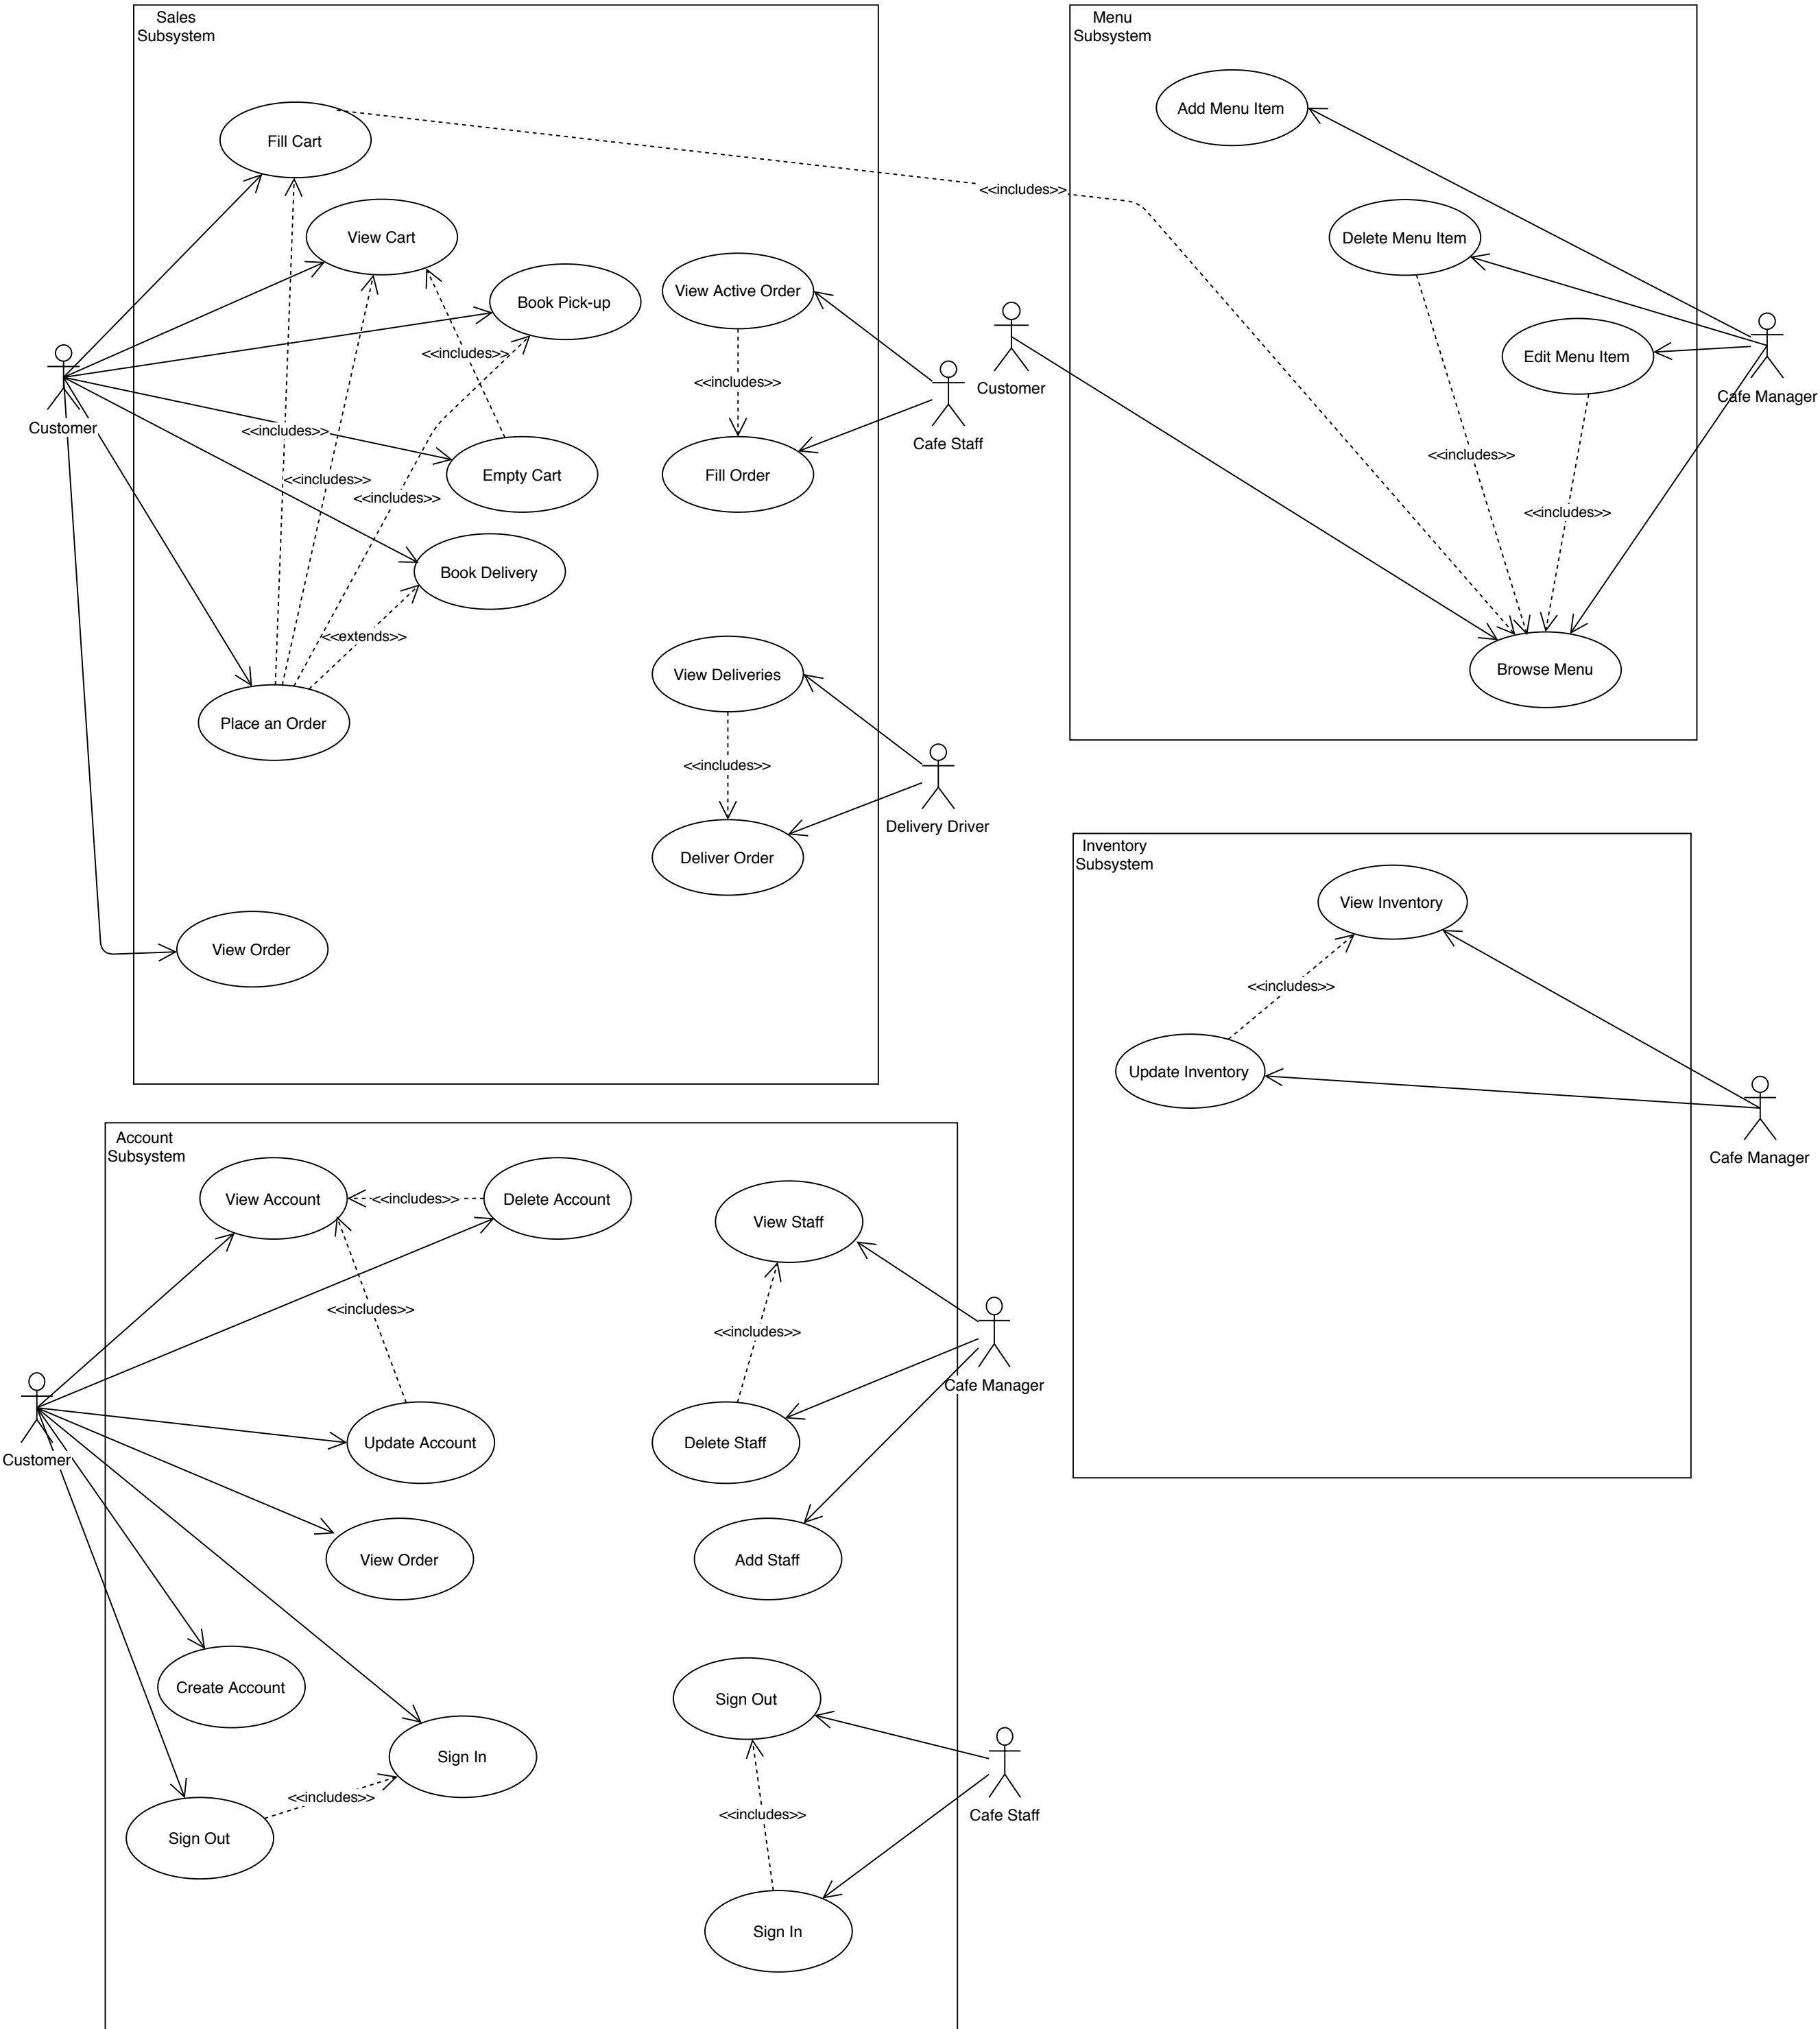 Sales
Subsystem
Fill Cart
<<includes>>
View Cart
Book Pick-up
View Active Order
<<includes>>
<<includes>>
Customer
<<includes>>
Cafe Staff
Empty Cart
Fill Order
<<includes>>
<<includes>>
Book Delivery
<<extends>>
View Deliveries
Place an Order
<<includes>>
Delivery Driver
Deliver Order
View Order
Menu
Subsystem
Add Menu Item
Delete Menu Item
Edit Menu Item
Customer
Cafe Manager
<<includes>>
<<includes>>
Browse Menu
Inventory
Subsystem
View Inventory
<<includes>>
Update Inventory
Cafe Manager
Account
Subsystem
View Account
<<includes>>
Delete Account
View Staff
<<includes>>
<<includes>>
Cafe Manager
Customer
Update Account
Delete Staff
View Order
Add Staff
Create Account
Sign Out
Sign In
<<includes>>
<<includes>>
Cafe Staff
Sign Out
Sign In